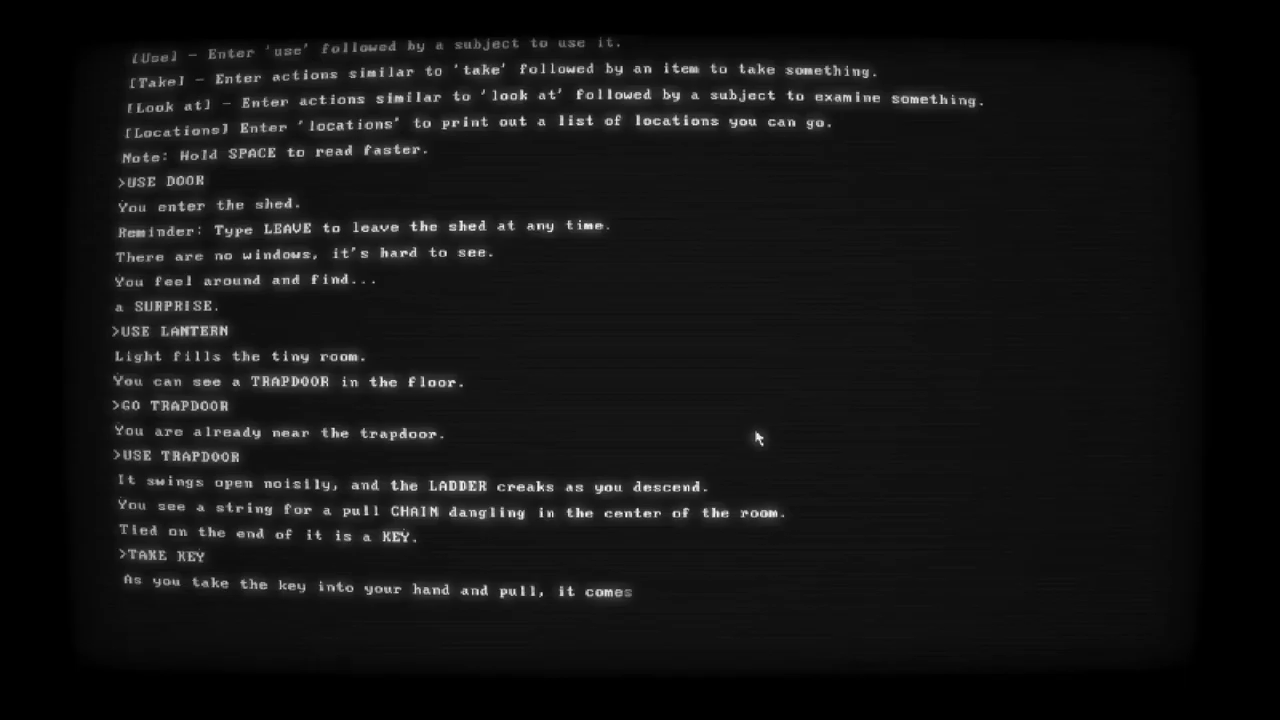 [Use] - Enter 'use' followed by a subject to use it.
[Take] - Enter actions similar to 'take' followed by an item to take something.
[Look at] - Enter actions similar to 'look at' followed by a subject to examine something.
[Locations] Enter 'locations' to print out a list of locations you can go.
Note: Hold SPACE to read faster.
>USE DOOR
You enter the shed.
Reminder: Type LEAVE to leave the shed at any time.
There are no windows, it's hard to see.
You feel around and find...
a SURPRISE.
>USE LANTERN
Light fills the tiny room.
You can see a TRAPDOOR in the floor.
>GO TRAPDOOR
You are already near the trapdoor.
>USE TRAPDOOR
It swings open noisily, and the LADDER creaks as you descend.
You see a string for a pull CHAIN dangling in the center of the room.
Tied on the end of it is a KEY.
>TAKE KEY
As you take the key into your hand and pull, it comes